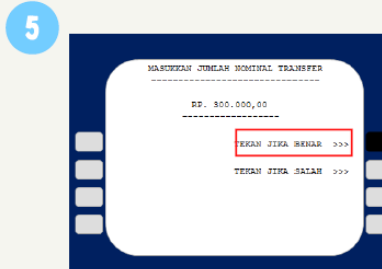 5
MASUKKAN JUMLAH NOMINAL TRANSFER
--------------------------------
RP. 300.000,00
------------------
TEKAN JIKA BENAR >>>
TEKAN JIKA SALAH >>>